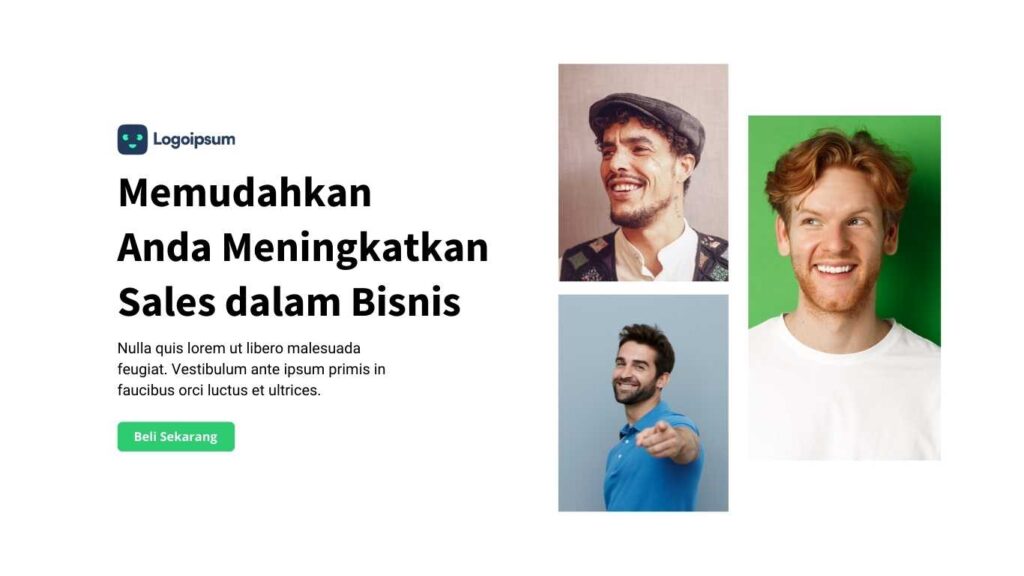 Logoipsum
Memudahkan
Anda Meningkatkan
Sales dalam Bisnis
Nulla quis lorem ut libero malesuada
feugiat. Vestibulum ante ipsum primis in
faucibus orci luctus et ultrices.
Beli Sekarang